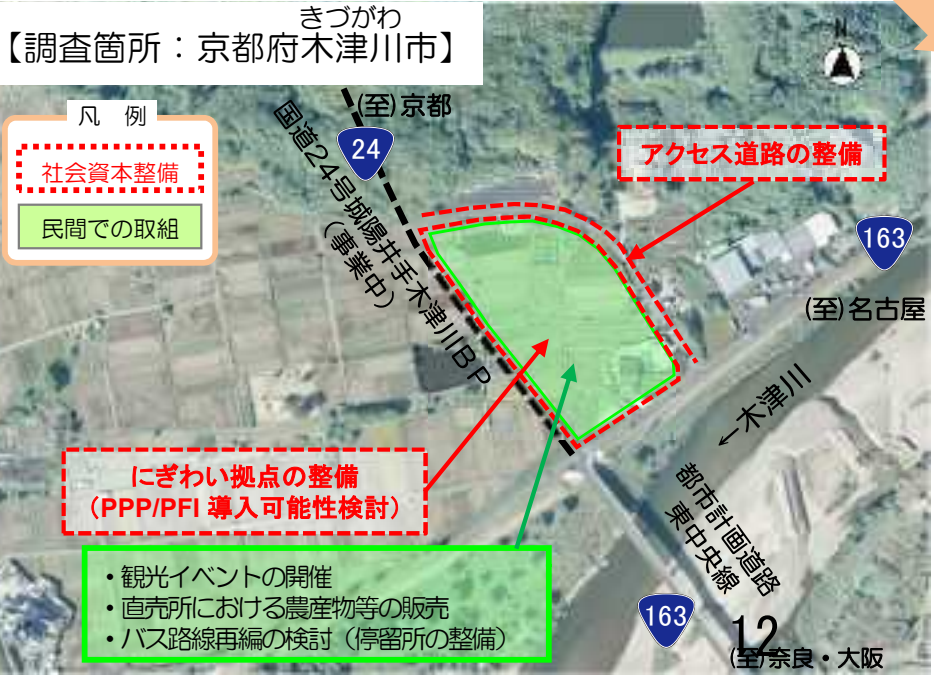 きづがわ
【調査箇所：京都府木津川市】
凡 例
社会資本整備
民間での取組
N
(至)京都
24
国道24号城陽井手木津川BP
（事業中）
アクセス道路の整備
163
(至)名古屋
←木津川
にぎわい拠点の整備
（PPP/PFI 導入可能性検討）
都市計画道路
東中央線
・観光イベントの開催
・直売所における農産物等の販売
・バス路線再編の検討（停留所の整備）
163
12
(至)奈良・大阪